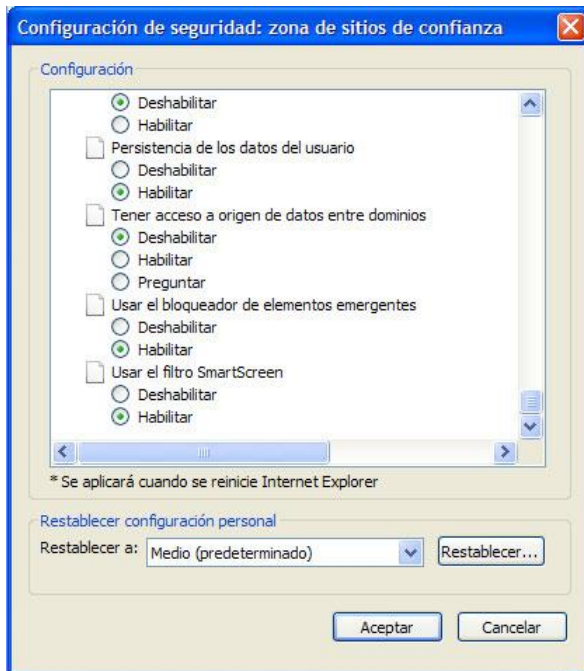 Configuración de seguridad: zona de sitios de confianza
Configuración
Deshabilitar
Habilitar
Persistencia de los datos del usuario
Deshabilitar
Habilitar
Tener acceso a origen de datos entre dominios
Deshabilitar
Habilitar
Preguntar
Usar el bloqueador de elementos emergentes
Deshabilitar
Habilitar
Usar el filtro SmartScreen
Deshabilitar
Habilitar
* Se aplicará cuando se reinicie Internet Explorer
Restablecer configuración personal
Restablecer a: Medio (predeterminado) Restablecer...
Aceptar Cancelar